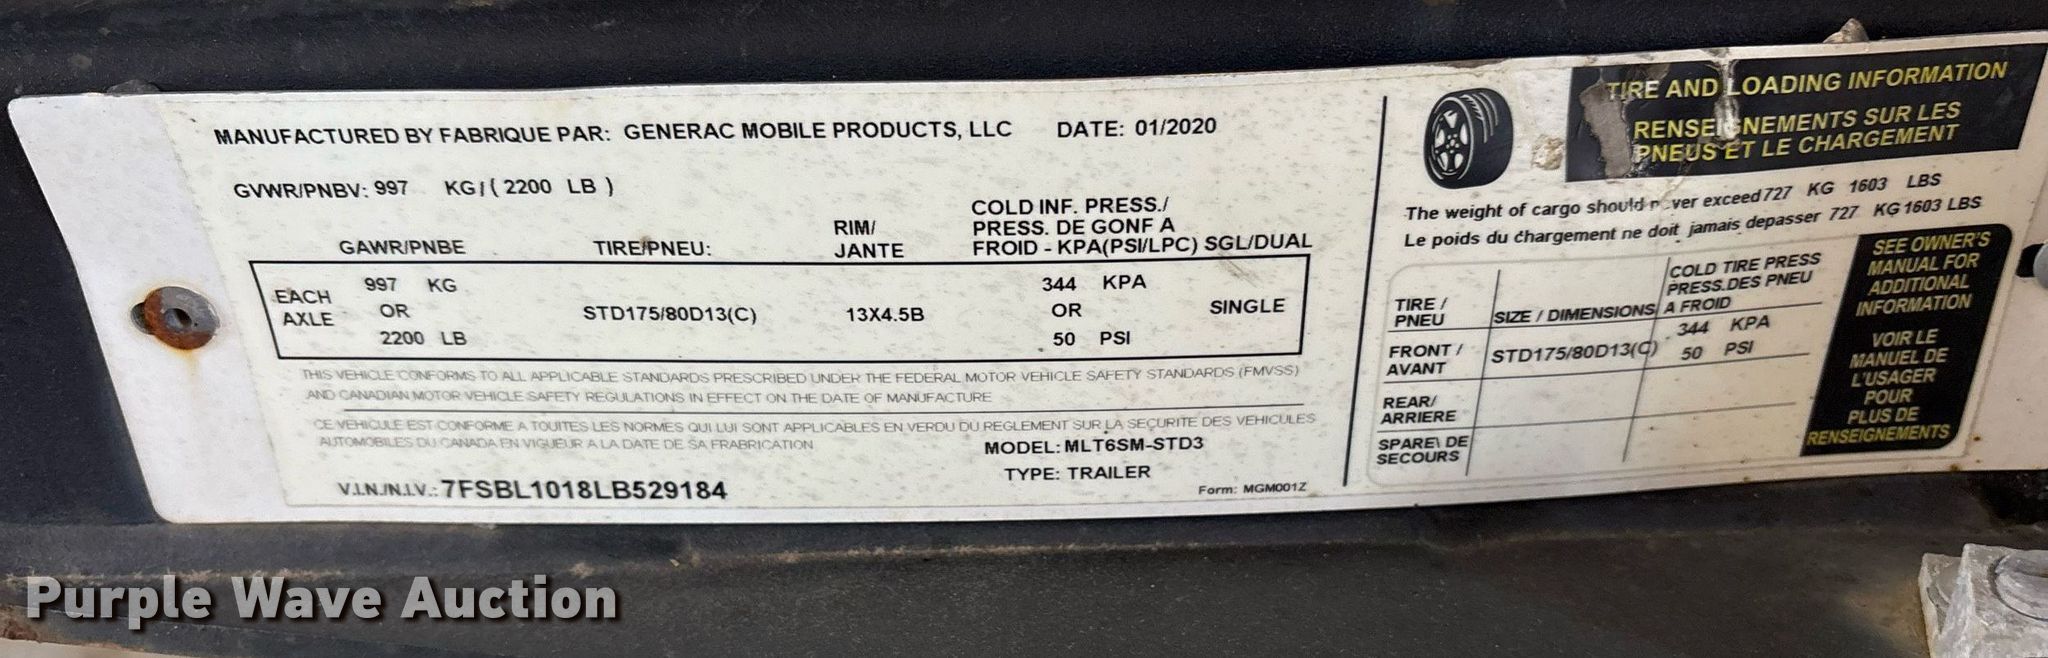 MANUFACTURED BY FABRIQUE PAR: GENERAC MOBILE PRODUCTS, LLC DATE: 01/2020
GVWR/PNBV: 997 KG/( 2200 LB )
GAWR/PNBE TIRE/PNEU: RIM/
JANTE COLD INF. PRESS./
PRESS. DE GONF A
FROID - KPA(PSI/LPC) SGL/DUAL
EACH
AXLE
997 KG
OR
2200 LB
STD175/80D13(C) 13X4.5B
344 KPA
OR
50 PSI
SINGLE
THIS VEHICLE CONFORMS TO ALL APPLICABLE STANDARDS PRESCRIBED UNDER THE FEDERAL MOTOR VEHICLE SAFETY STANDARDS (FMVSS)
AND CANADIAN MOTOR VEHICLE SAFETY REGULATIONS IN EFFECT ON THE DATE OF MANUFACTURE
CE VEHICULE EST CONFORME A TOUITES LES NORMES QUI LUI SONT APPLICABLES EN VERDU DU REGLEMENT SUR LA SECURITE DES VEHICULES
AUTOMOBILES DU CANADA EN VIGUEUR A LA DATE DE SA FRABRICATION
MODEL: MLT6SM-STD3
TYPE: TRAILER
V.I.N./N.I.V.: 7FSBL1018LB529184
Form: MGM001Z
TIRE AND LOADING INFORMATION
RENSEIGNEMENTS SUR LES
PNEUS ET LE CHARGEMENT
The weight of cargo should never exceed 727 KG 1603 LBS
Le poids du chargement ne doit jamais depasser 727 KG 1603 LBS
TIRE /
PNEU
SIZE / DIMENSIONS
COLD TIRE PRESS
PRESS.DES PNEU
A FROID
FRONT /
AVANT
STD175/80D13(C)
344 KPA
50 PSI
REAR/
ARRIERE
SPARE\ DE
SECOURS
SEE OWNER'S
MANUAL FOR
ADDITIONAL
INFORMATION
VOIR LE
MANUEL DE
L'USAGER
POUR
PLUS DE
RENSEIGNEMENTS
Purple Wave Auction